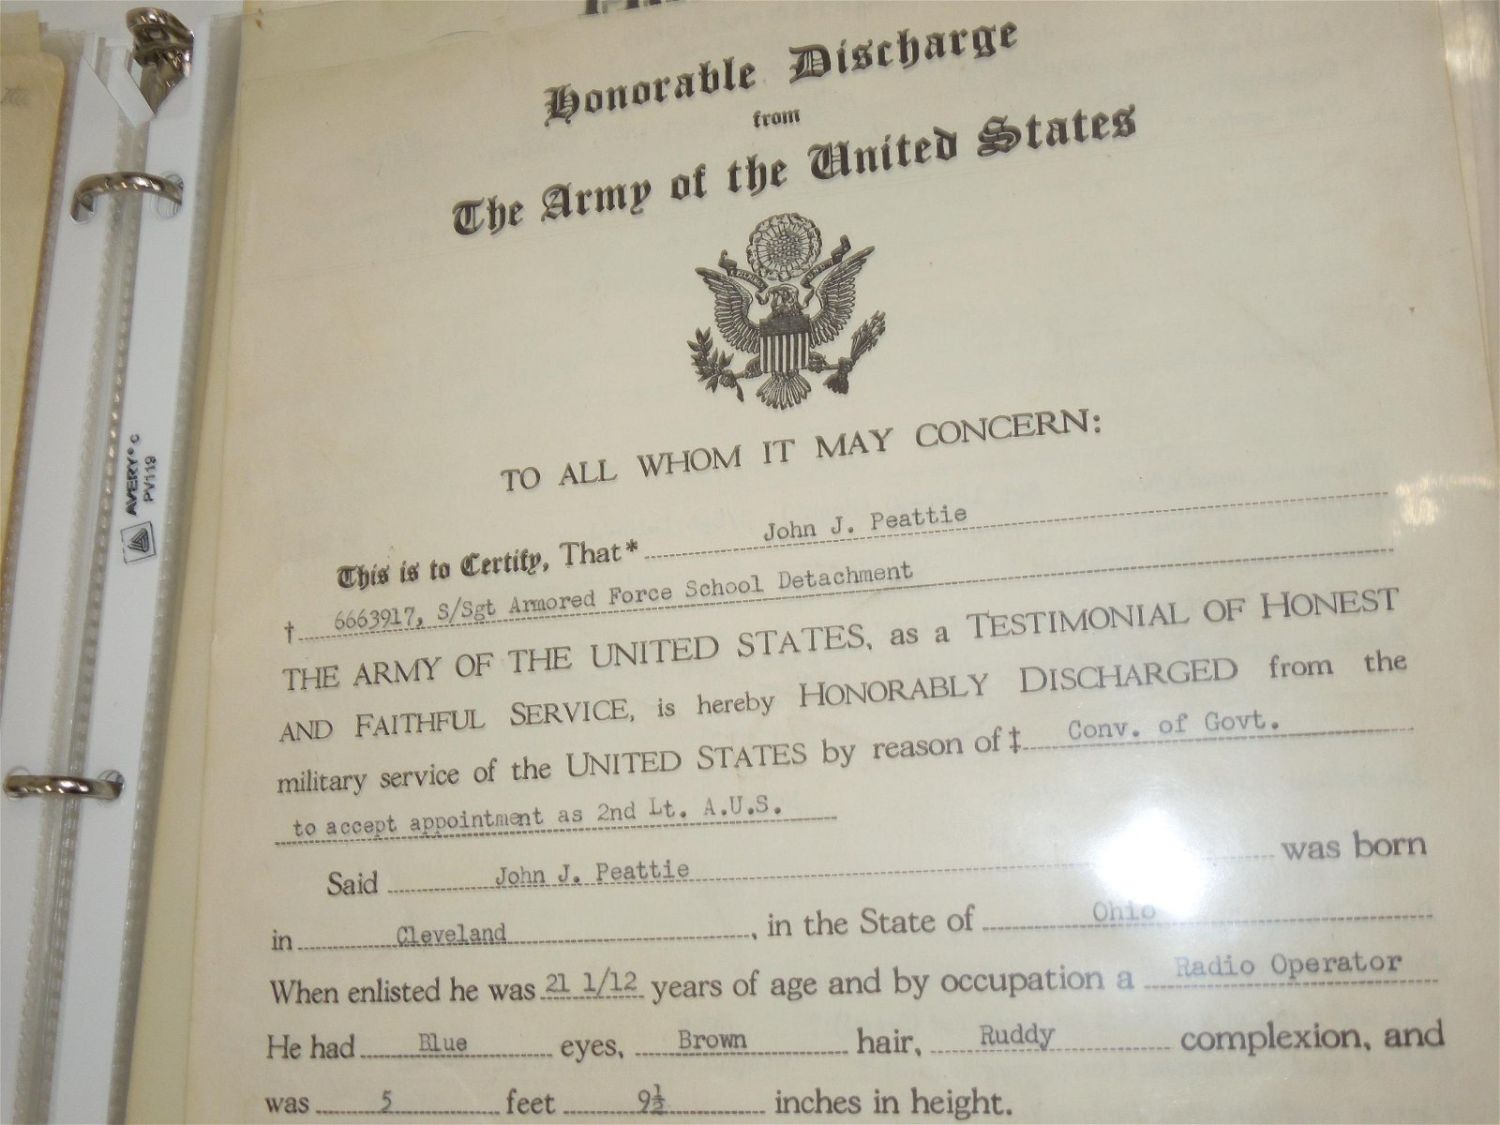 Honorable Discharge
from
The Army of the United States
TO ALL WHOM IT MAY CONCERN:
This is to Certify, That* John J. Peattie
† 6663917, S/Sgt Armored Force School Detachment
THE ARMY OF THE UNITED STATES, as a TESTIMONIAL OF HONEST
AND FAITHFUL SERVICE, is hereby HONORABLY DISCHARGED from the
military service of the UNITED STATES by reason of ‡ Conv. of Govt.
to accept appointment as 2nd Lt. A.U.S.
Said John J. Peattie was born
in Cleveland, in the State of Ohio
When enlisted he was 21 1/12 years of age and by occupation a Radio Operator
He had Blue eyes, Brown hair, Ruddy complexion, and
was 5 feet 9½ inches in height.
AVERY® C
PV119